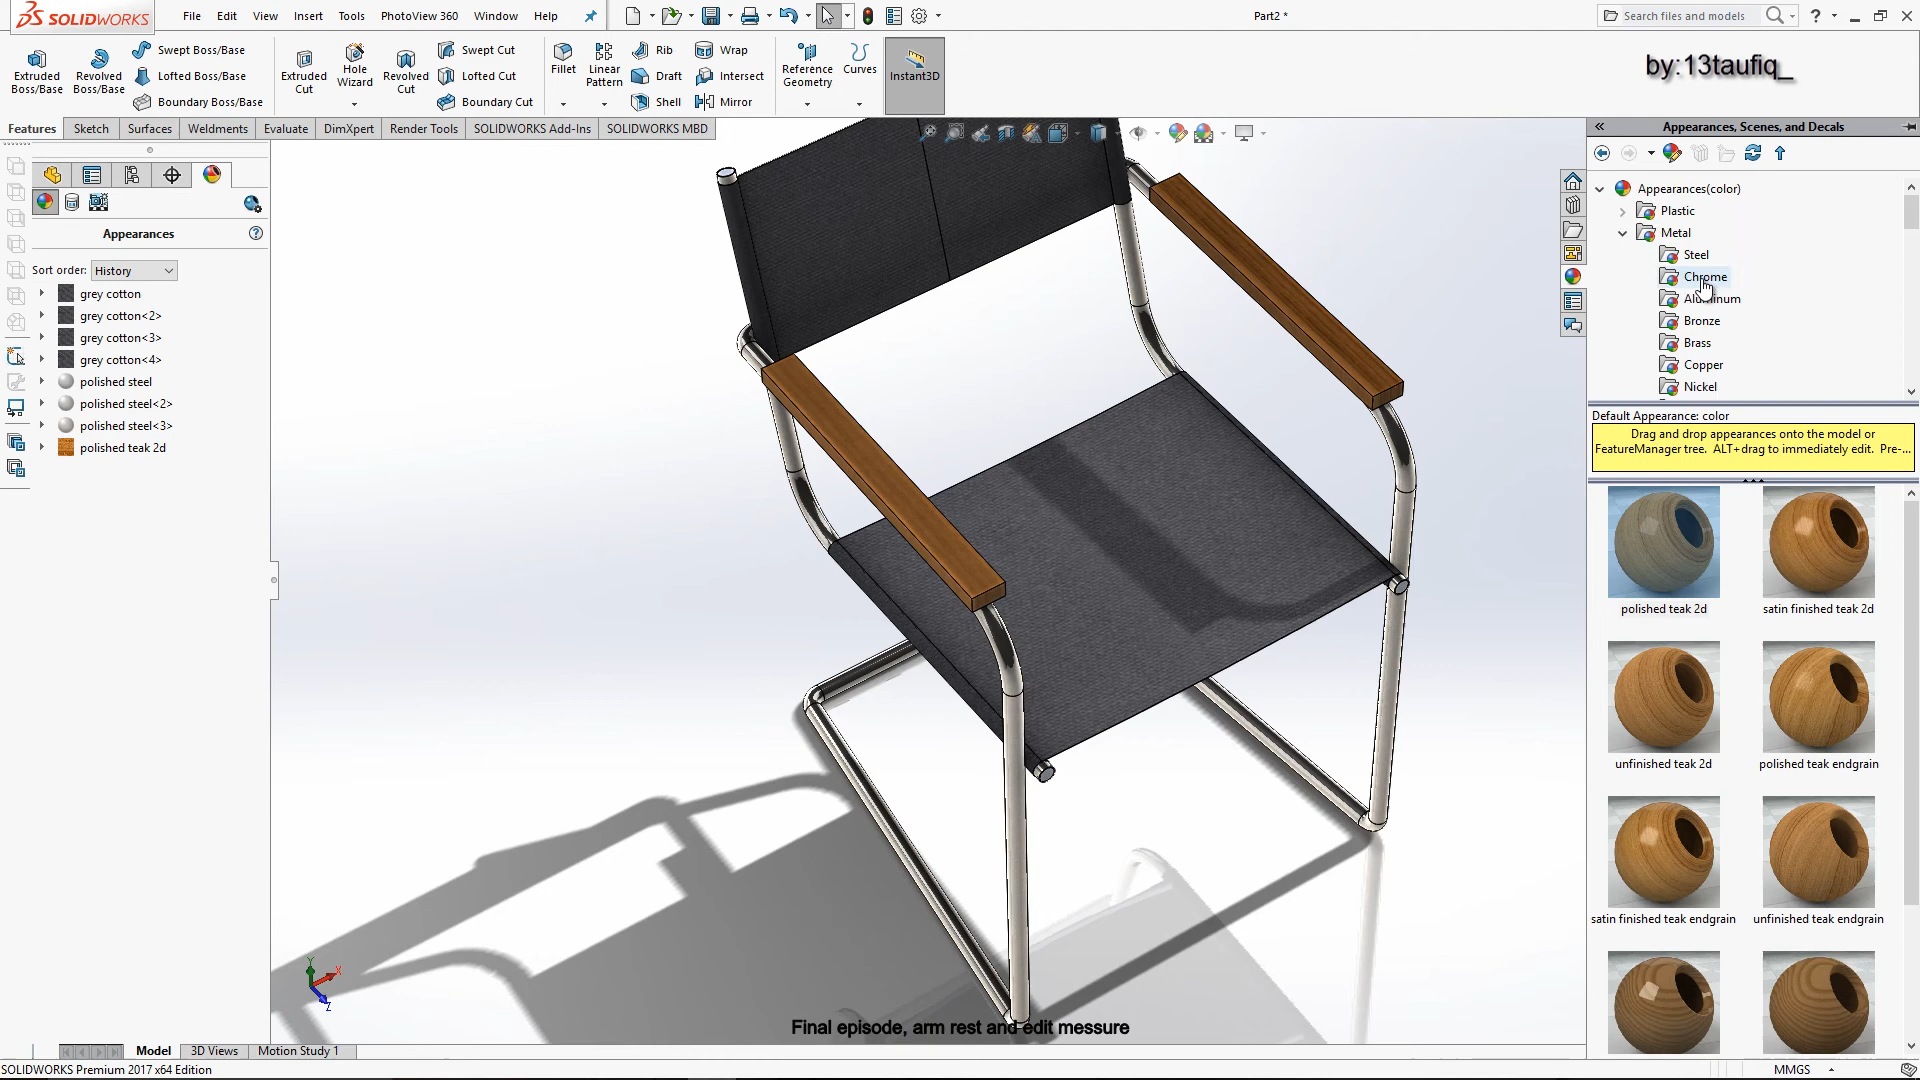 SOLIDWORKS
File Edit View Insert Tools PhotoView 360 Window Help
Part2 *
Search files and models
Extruded Boss/Base
Revolved Boss/Base
Swept Boss/Base
Lofted Boss/Base
Boundary Boss/Base
Extruded Cut
Hole Wizard
Revolved Cut
Swept Cut
Lofted Cut
Boundary Cut
Fillet
Linear Pattern
Rib
Draft
Shell
Wrap
Intersect
Mirror
Reference Geometry
Curves
Instant3D
by:13taufiq_
Features Sketch Surfaces Weldments Evaluate DimXpert Render Tools SOLIDWORKS Add-Ins SOLIDWORKS MBD
Appearances
Sort order: History
grey cotton
grey cotton<2>
grey cotton<3>
grey cotton<4>
polished steel
polished steel<2>
polished steel<3>
polished teak 2d
Appearances, Scenes, and Decals
Appearances(color)
Plastic
Metal
Steel
Chrome
Aluminum
Bronze
Brass
Copper
Nickel
Default Appearance: color
Drag and drop appearances onto the model or
FeatureManager tree. ALT+drag to immediately edit. Pre-...
polished teak 2d
satin finished teak 2d
unfinished teak 2d
polished teak endgrain
satin finished teak endgrain
unfinished teak endgrain
Y
X
Z
Final episode, arm rest and edit messure
Model 3D Views Motion Study 1
SOLIDWORKS Premium 2017 x64 Edition
MMGS